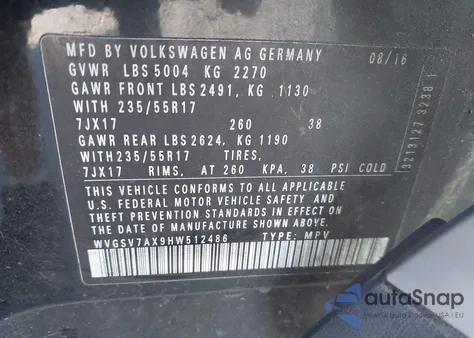 MFD BY VOLKSWAGEN AG GERMANY 08/16
GVWR LBS 5004 KG 2270
GAWR FRONT LBS 2491, KG 1130
WITH 235/55R17
7JX17 260 38
GAWR REAR LBS 2624, KG 1190
WITH235/55R17 TIRES,
7JX17 RIMS, AT 260 KPA, 38 PSI COLD
THIS VEHICLE CONFORMS TO ALL APPLICABLE
U.S. FEDERAL MOTOR VEHICLE SAFETY AND
THEFT PREVENTION STANDARDS IN EFFECT ON
THE DATE OF MANUFACTURE SHOWN ABOVE
WVGSV7AX9HW512486 TYPE: MPV
3213127 3238 1
autoSnap